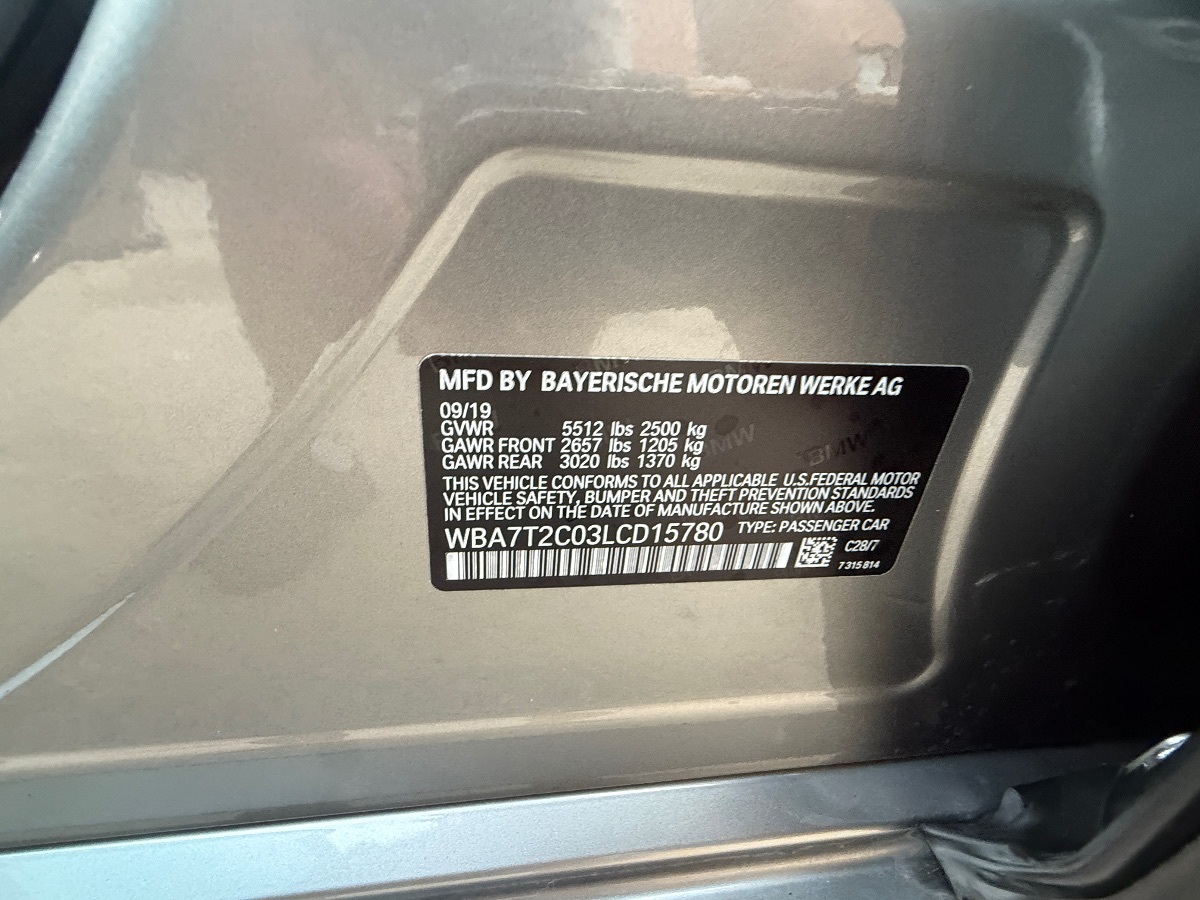 MFD BY BAYERISCHE MOTOREN WERKE AG
09/19
GVWR 5512 lbs 2500 kg
GAWR FRONT 2657 lbs 1205 kg
GAWR REAR 3020 lbs 1370 kg
THIS VEHICLE CONFORMS TO ALL APPLICABLE U.S.FEDERAL MOTOR
VEHICLE SAFETY, BUMPER AND THEFT PREVENTION STANDARDS
IN EFFECT ON THE DATE OF MANUFACTURE SHOWN ABOVE.
WBA7T2C03LCD15780 TYPE: PASSENGER CAR
C28/7
7315814